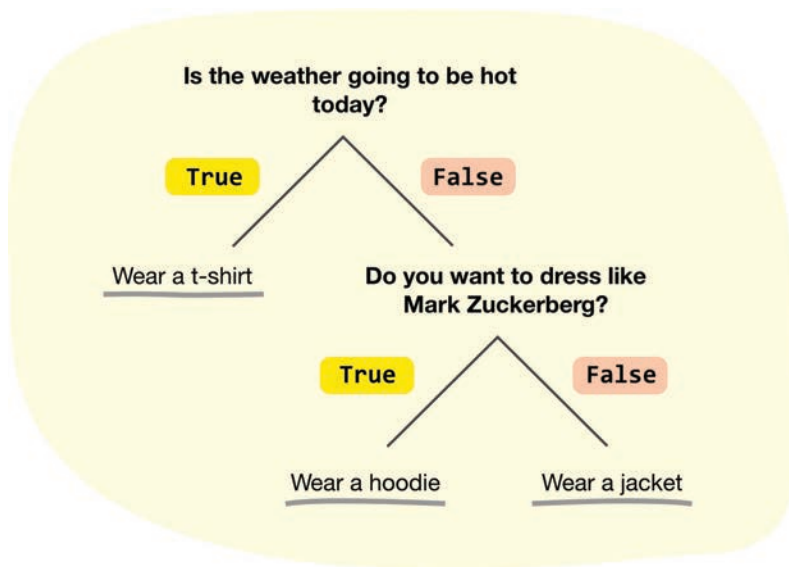 Is the weather going to be hot
today?
True
False
Wear a t-shirt
Do you want to dress like
Mark Zuckerberg?
True
False
Wear a hoodie
Wear a jacket